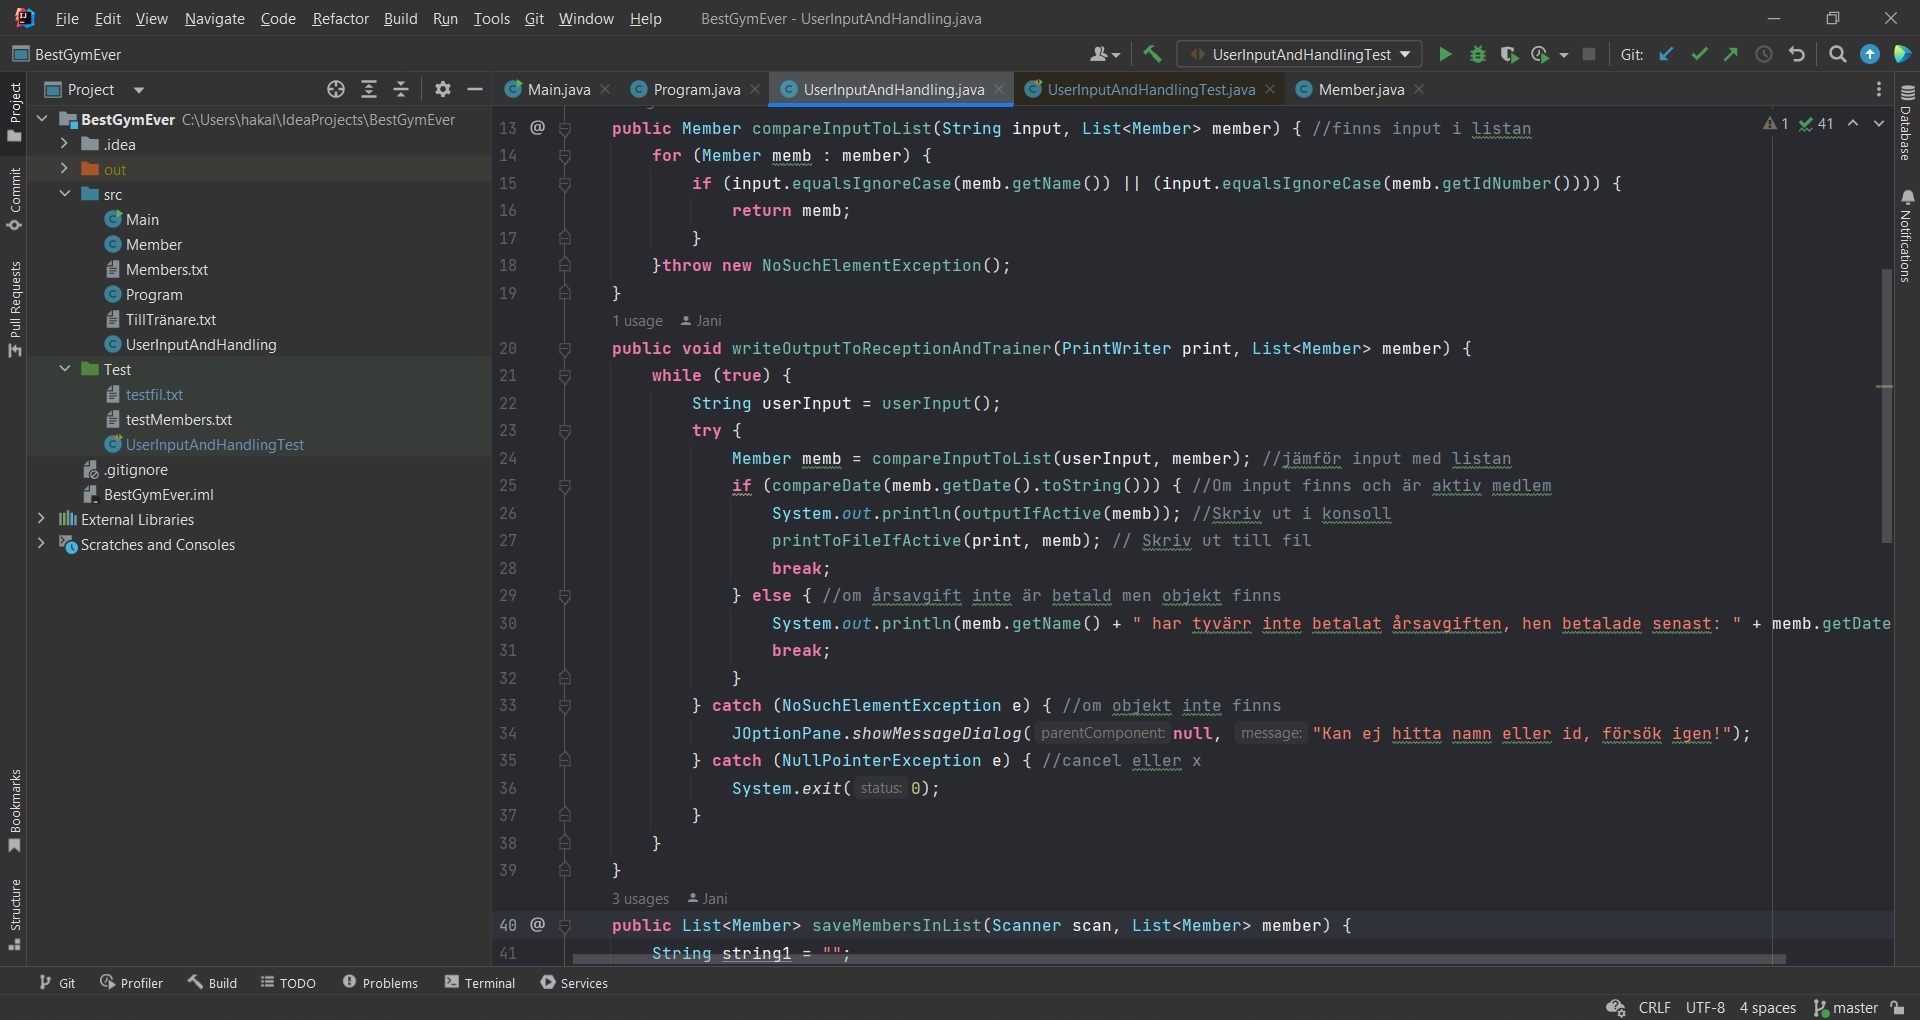 File Edit View Navigate Code Refactor Build Run Tools Git Window Help BestGymEver - UserInputAndHandling.java
BestGymEver
UserInputAndHandlingTest
Git:
Project
Main.java
Program.java
UserInputAndHandling.java
UserInputAndHandlingTest.java
Member.java
Project
Commit
Pull Requests
Bookmarks
Structure
BestGymEver C:\Users\hakal\IdeaProjects\BestGymEver
.idea
out
src
Main
Member
Members.txt
Program
TillTränare.txt
UserInputAndHandling
Test
testfil.txt
testMembers.txt
UserInputAndHandlingTest
.gitignore
BestGymEver.iml
External Libraries
Scratches and Consoles
1 41
13 @ public Member compareInputToList(String input, List<Member> member) { //finns input i listan
14 for (Member memb : member) {
15 if (input.equalsIgnoreCase(memb.getName()) || (input.equalsIgnoreCase(memb.getIdNumber()))) {
16 return memb;
17 }
18 }throw new NoSuchElementException();
19 }
1 usage Jani
20 public void writeOutputToReceptionAndTrainer(PrintWriter print, List<Member> member) {
21 while (true) {
22 String userInput = userInput();
23 try {
24 Member memb = compareInputToList(userInput, member); //jämför input med listan
25 if (compareDate(memb.getDate().toString())) { //Om input finns och är aktiv medlem
26 System.out.println(outputIfActive(memb)); //Skriv ut i konsoll
27 printToFileIfActive(print, memb); // Skriv ut till fil
28 break;
29 } else { //om årsavgift inte är betald men objekt finns
30 System.out.println(memb.getName() + " har tyvärr inte betalat årsavgiften, hen betalade senast: " + memb.getDate
31 break;
32 }
33 } catch (NoSuchElementException e) { //om objekt inte finns
34 JOptionPane.showMessageDialog( parentComponent: null, message: "Kan ej hitta namn eller id, försök igen!");
35 } catch (NullPointerException e) { //cancel eller x
36 System.exit( status: 0);
37 }
38 }
39 }
3 usages Jani
40 @ public List<Member> saveMembersInList(Scanner scan, List<Member> member) {
41 String string1 = "";
Database
Notifications
Git Profiler Build TODO Problems Terminal Services
CRLF UTF-8 4 spaces master